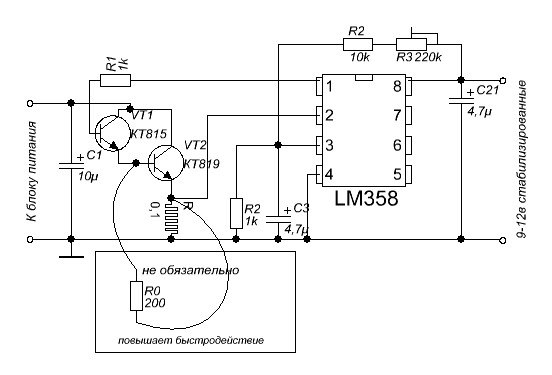 R2
10k
R3 220k
R1
1k
1
8
2
7
3
6
4
5
LM358
C21
4,7µ
VT1
КТ815
VT2
КТ819
C1
10µ
R
0,1
R2
1k
C3
4,7µ
К блоку питания
9-12в стабилизированные
не обязательно
R0
200
повышает быстродействие